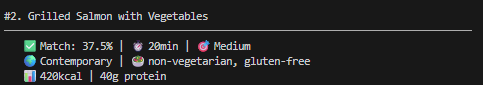 #2. Grilled Salmon with Vegetables
✅ Match: 37.5% | ⏱️ 20min | 🎯 Medium
🌍 Contemporary | 🥗 non-vegetarian, gluten-free
📊 420kcal | 40g protein